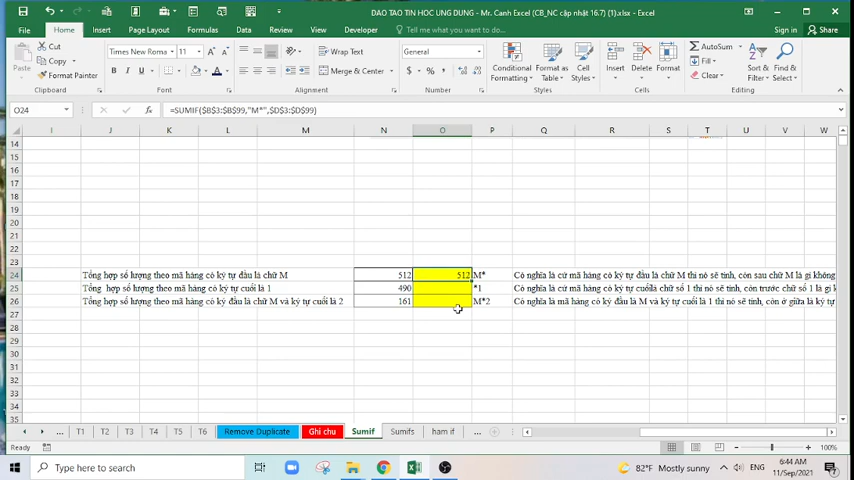 DAO TAO TIN HOC UNG DUNG - Mr. Canh Excel (CB_NC cập nhật 16.7) (1).xlsx - Excel
Sign in
Share
File Home Insert Page Layout Formulas Data Review View Developer Tell me what you want to do...
Cut
Copy
Format Painter
Paste
Clipboard
Times New Roma 11
B I U
Font
Wrap Text
Merge & Center
Alignment
General
Number
Conditional Formatting
Format as Table
Cell Styles
Styles
Insert Delete Format
Cells
AutoSum
Fill
Clear
Sort & Filter
Find & Select
Editing
O24
=SUMIF($B$3:$B$99,"M*",$D$3:$D$99)
I J K L M N O P Q R S T U V W
14
15
16
17
18
19
20
21
22
23
24 Tổng hợp số lượng theo mã hàng có ký tự đầu là chữ M 512 512 M* Có nghĩa là cứ mã hàng có ký tự đầu là chữ M thì nó sẽ tính, còn sau chữ M là gì không
25 Tổng hợp số lượng theo mã hàng có ký tự cuối là 1 490 *1 Có nghĩa là cứ mã hàng có ký tự cuối là chữ số 1 thì nó sẽ tính, còn trước chữ số 1 là gì
26 Tổng hợp số lượng theo mã hàng có ký đầu là chữ M và ký tự cuối là 2 161 M*2 Có nghĩa là mã hàng có ký đầu là M và ký tự cuối là 1 thì nó sẽ tính, còn ở giữa là ký tự
27
28
29
30
31
32
33
34
35
... T1 T2 T3 T4 T5 T6 Remove Duplicate Ghi chu Sumif Sumifs ham if ...
Ready
100%
Type here to search
82°F Mostly sunny
ENG
6:44 AM
11/Sep/2021